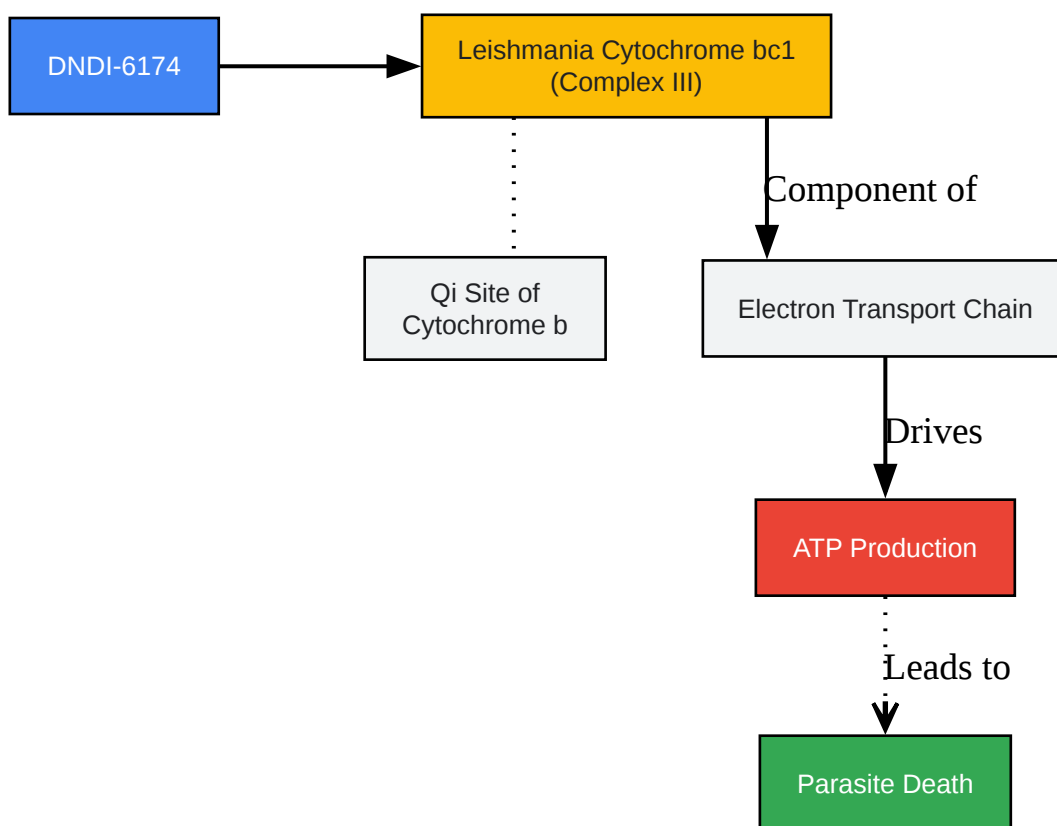 DNDI-6174
Leishmania Cytochrome bc1
(Complex III)
Component of
Qi Site of
Cytochrome b
Electron Transport Chain
Drives
ATP Production
Leads to
Parasite Death